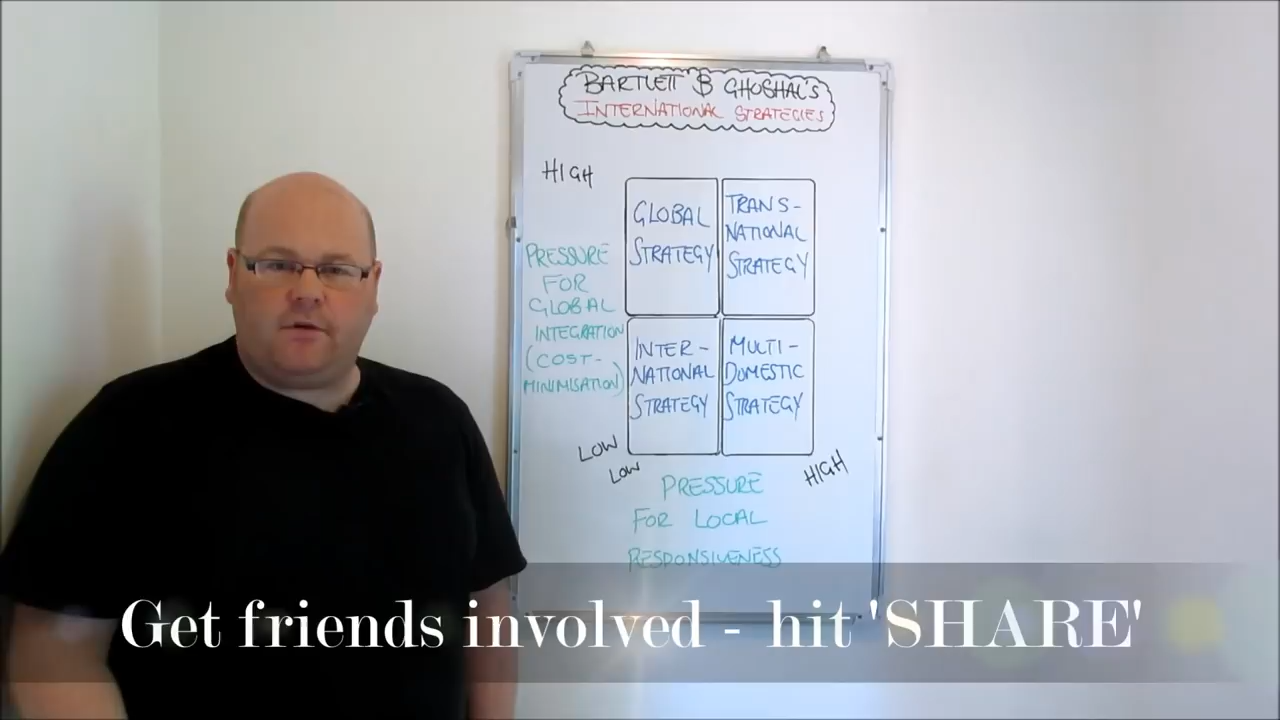 BARTLETT & GHOSHAL'S
INTERNATIONAL STRATEGIES
HIGH
GLOBAL
STRATEGY
TRANS-
NATIONAL
STRATEGY
PRESSURE
FOR
GLOBAL
INTEGRATION
(COST-
MINIMISATION)
INTER-
NATIONAL
STRATEGY
MULTI-
DOMESTIC
STRATEGY
LOW
LOW
HIGH
PRESSURE
FOR LOCAL
RESPONSIVENESS
Get friends involved - hit 'SHARE'